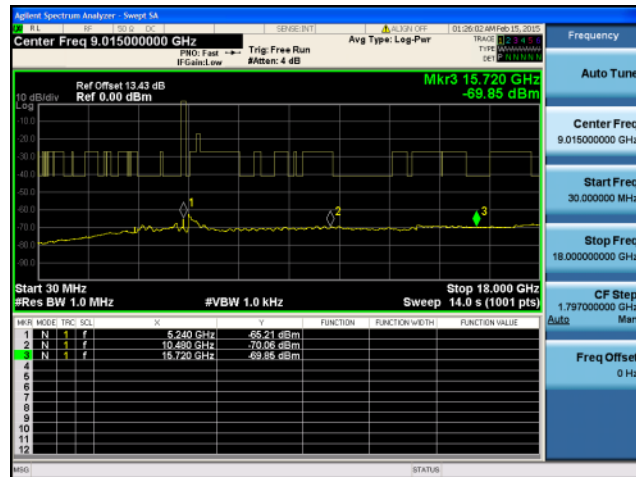 Agilent Spectrum Analyzer - Swept SA
RL RF 50 Ω DC SENSE:INT ALIGN OFF 01:26:02 AM Feb 15, 2015
Center Freq 9.015000000 GHz
PNO: Fast
IFGain:Low
Trig: Free Run
#Atten: 4 dB
Avg Type: Log-Pwr
TRACE 1 2 3 4 5 6
TYPE
DET P N N N N N
Frequency
Mkr3 15.720 GHz
-69.85 dBm
Ref Offset 13.43 dB
Ref 0.00 dBm
10 dB/div
Log
-10.0
-20.0
-30.0
-40.0
-50.0
-60.0
-70.0
-80.0
-90.0
1
2
3
Start 30 MHz
Stop 18.000 GHz
#Res BW 1.0 MHz
#VBW 1.0 kHz
Sweep 14.0 s (1001 pts)
MKR MODE TRC SCL X Y FUNCTION FUNCTION WIDTH FUNCTION VALUE
1 N 1 f 5.240 GHz -65.21 dBm
2 N 1 f 10.480 GHz -70.06 dBm
3 N 1 f 15.720 GHz -69.85 dBm
4
5
6
7
8
9
10
11
12
Auto Tune
Center Freq
9.015000000 GHz
Start Freq
30.000000 MHz
Stop Freq
18.000000000 GHz
CF Step
1.797000000 GHz
Auto Man
Freq Offset
0 Hz
MSG
STATUS